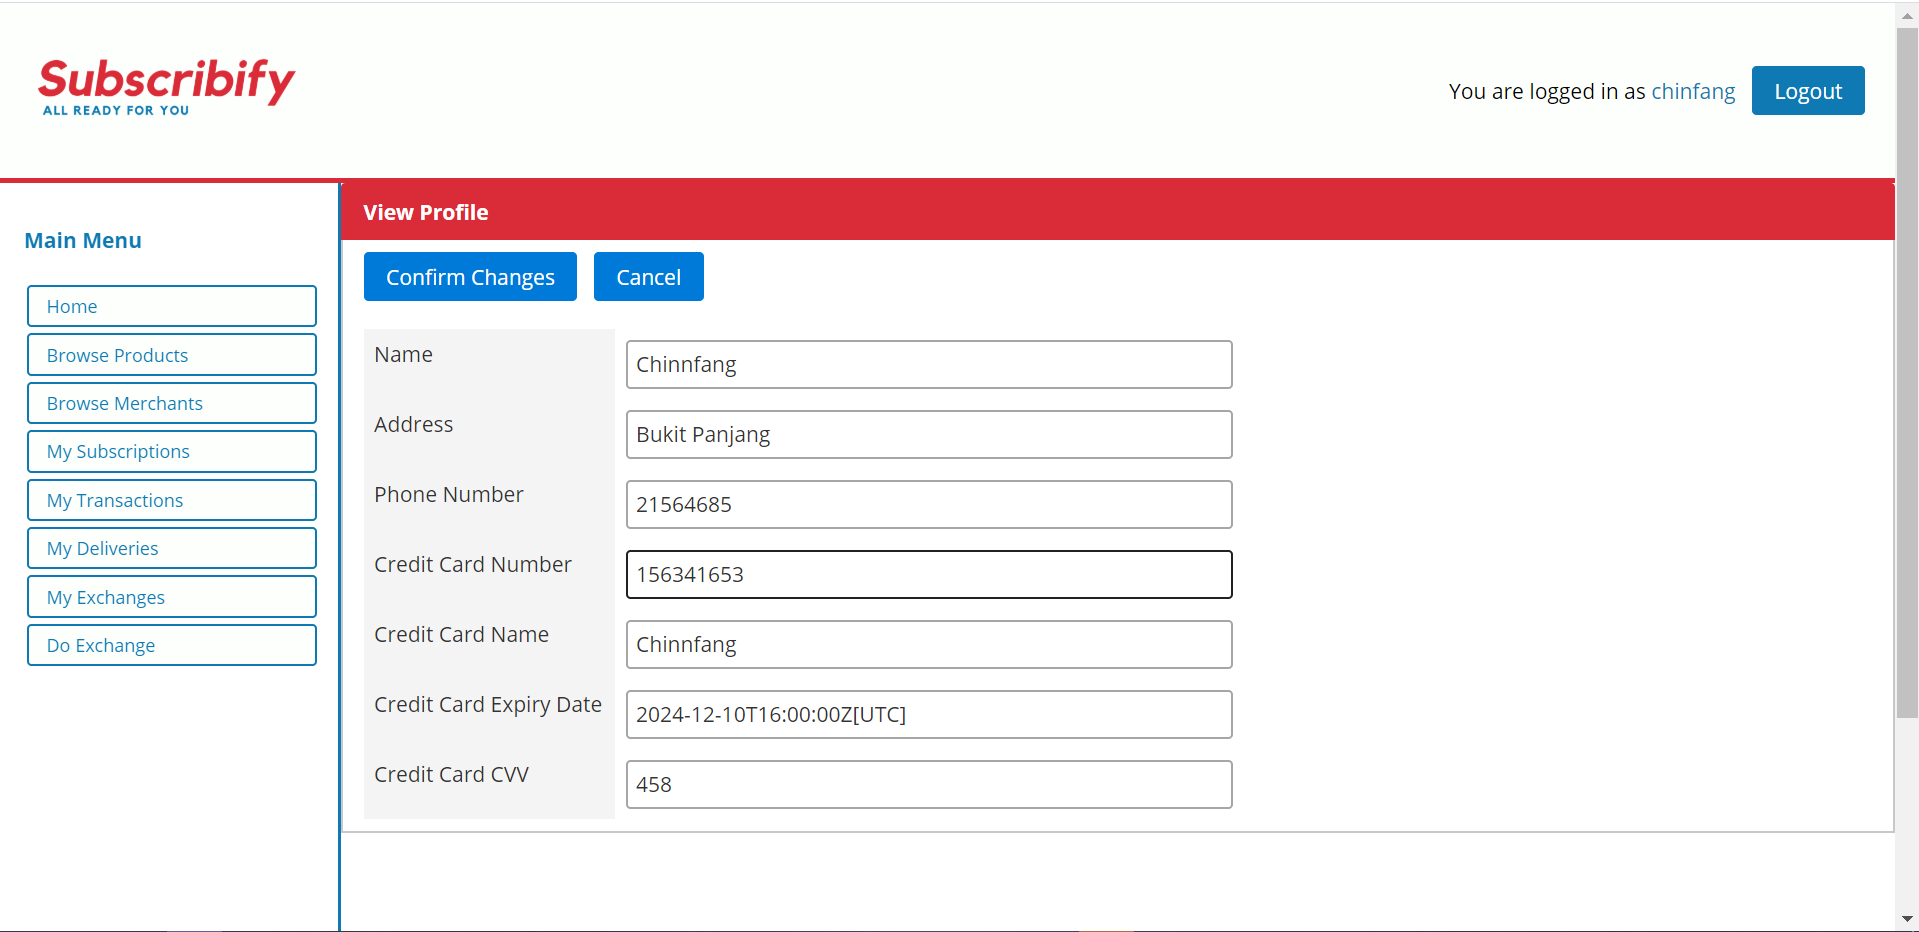 Subscribify
ALL READY FOR YOU
You are logged in as chinfang
Logout
Main Menu
Home
Browse Products
Browse Merchants
My Subscriptions
My Transactions
My Deliveries
My Exchanges
Do Exchange
View Profile
Confirm Changes
Cancel
Name
Chinnfang
Address
Bukit Panjang
Phone Number
21564685
Credit Card Number
156341653
Credit Card Name
Chinnfang
Credit Card Expiry Date
2024-12-10T16:00:00Z[UTC]
Credit Card CVV
458